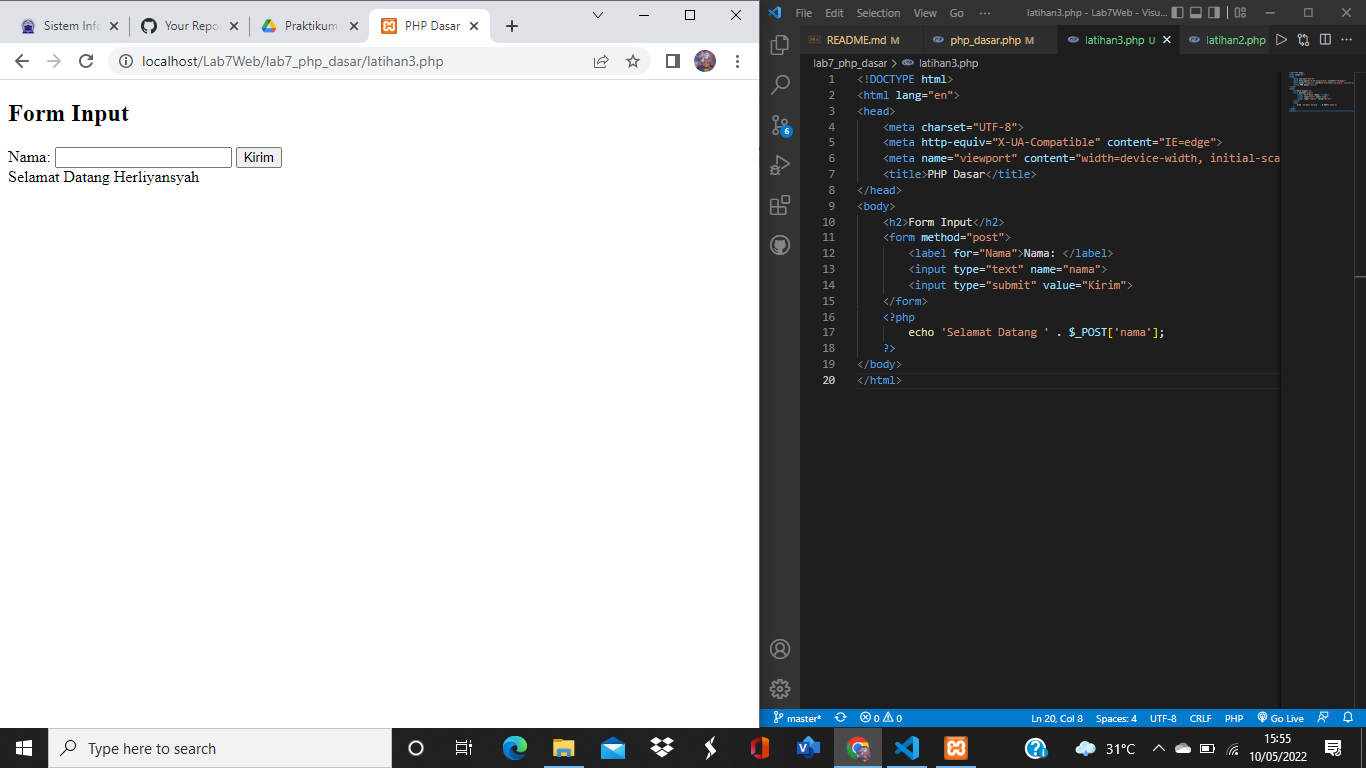 Sistem Info
Your Repo
Praktikum
PHP Dasar
localhost/Lab7Web/lab7_php_dasar/latihan3.php
Form Input
Nama:
Kirim
Selamat Datang Herliyansyah
File Edit Selection View Go ··· latihan3.php - Lab7Web - Visu...
README.md M
php_dasar.php M
latihan3.php U
latihan2.php
lab7_php_dasar > latihan3.php
1 <!DOCTYPE html>
2 <html lang="en">
3 <head>
4 <meta charset="UTF-8">
5 <meta http-equiv="X-UA-Compatible" content="IE=edge">
6 <meta name="viewport" content="width=device-width, initial-sca
7 <title>PHP Dasar</title>
8 </head>
9 <body>
10 <h2>Form Input</h2>
11 <form method="post">
12 <label for="Nama">Nama: </label>
13 <input type="text" name="nama">
14 <input type="submit" value="Kirim">
15 </form>
16 <?php
17 echo 'Selamat Datang ' . $_POST['nama'];
18 ?>
19 </body>
20 </html>
6
master* 0 0 Ln 20, Col 8 Spaces: 4 UTF-8 CRLF PHP Go Live
Type here to search
31°C
15:55
10/05/2022